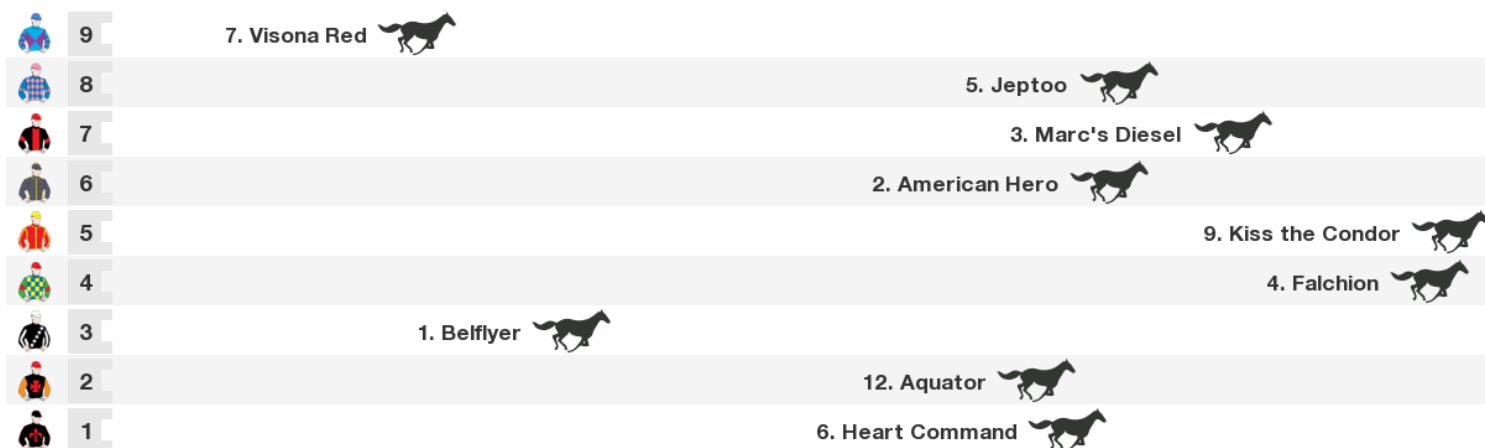 9 7. Visona Red
8 5. Jeptoo
7 3. Marc's Diesel
6 2. American Hero
5 9. Kiss the Condor
4 4. Falchion
3 1. Belflyer
2 12. Aquator
1 6. Heart Command